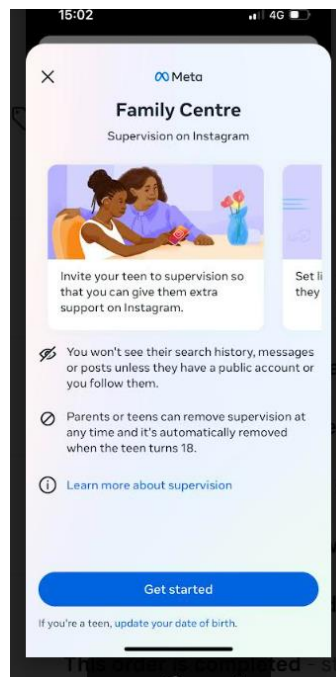 15:02
4G
Meta
Family Centre
Supervision on Instagram
Invite your teen to supervision so
that you can give them extra
support on Instagram.
Set li
they
You won't see their search history, messages
or posts unless they have a public account or
you follow them.
Parents or teens can remove supervision at
any time and it's automatically removed
when the teen turns 18.
Learn more about supervision
Get started
If you're a teen, update your date of birth.
This order is completed - s